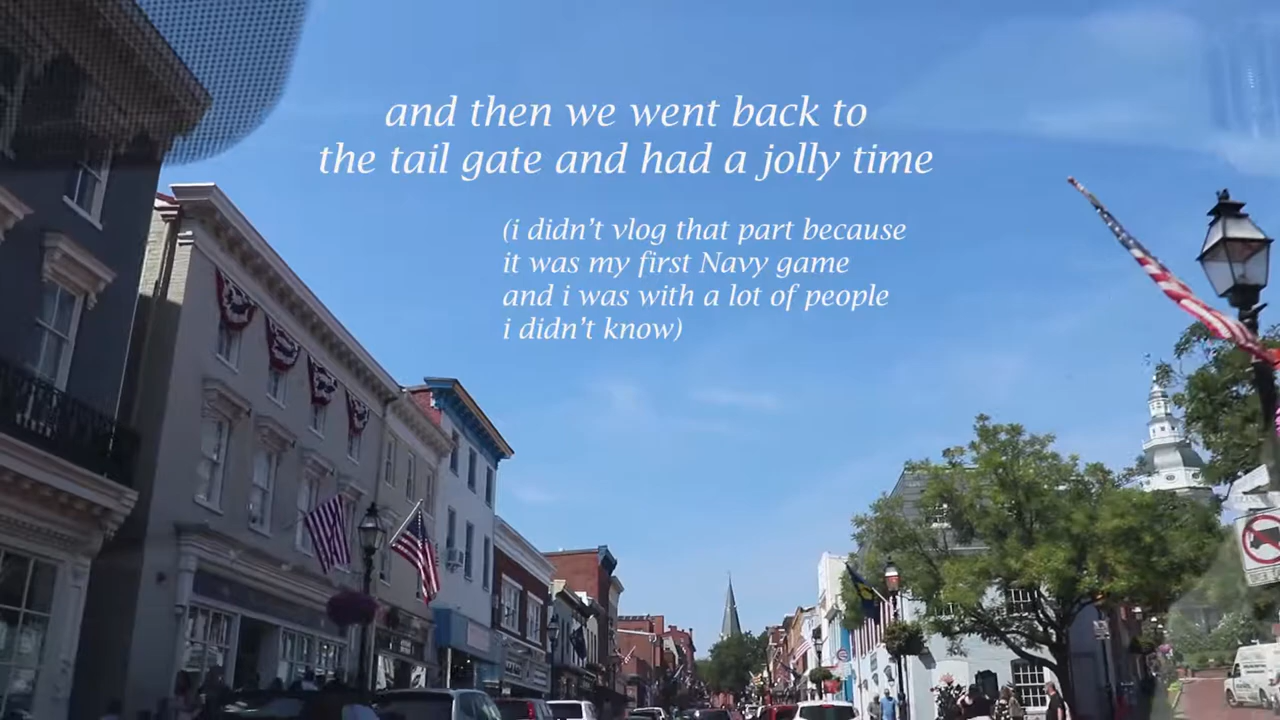 and then we went back to
the tail gate and had a jolly time
(i didn't vlog that part because
it was my first Navy game
and i was with a lot of people
i didn't know)